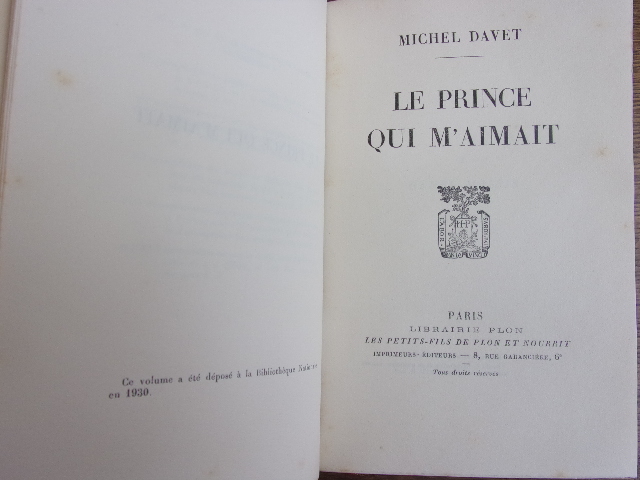 Ce volume a été déposé à la Bibliothèque
en 1930.
MICHEL DAVET
LE PRINCE
QUI M'AIMAIT
LABOR
PARIS
LIBRAIRIE PLON
LES PETITS-FILS DE PLON ET NOURRIT
IMPRIMEURS-ÉDITEURS — 8, RUE GARANCIÈRE, 6e
Tous droits réservés